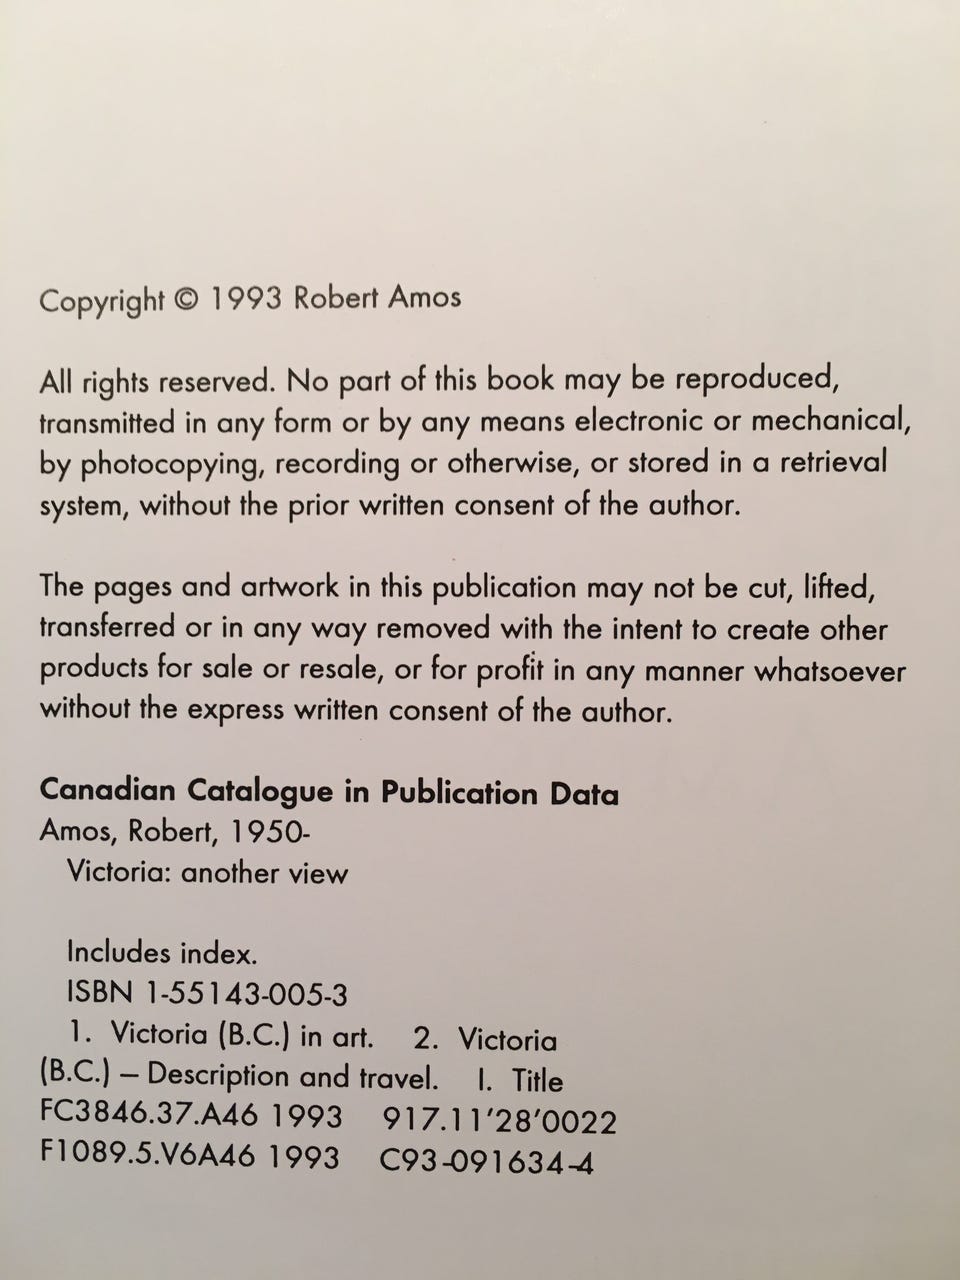 Copyright © 1993 Robert Amos
All rights reserved. No part of this book may be reproduced,
transmitted in any form or by any means electronic or mechanical,
by photocopying, recording or otherwise, or stored in a retrieval
system, without the prior written consent of the author.
The pages and artwork in this publication may not be cut, lifted,
transferred or in any way removed with the intent to create other
products for sale or resale, or for profit in any manner whatsoever
without the express written consent of the author.
Canadian Catalogue in Publication Data
Amos, Robert, 1950-
Victoria: another view
Includes index.
ISBN 1-55143-005-3
1. Victoria (B.C.) in art. 2. Victoria
(B.C.) – Description and travel. I. Title
FC3846.37.A46 1993 917.11'28'0022
F1089.5.V6A46 1993 C93-091634-4